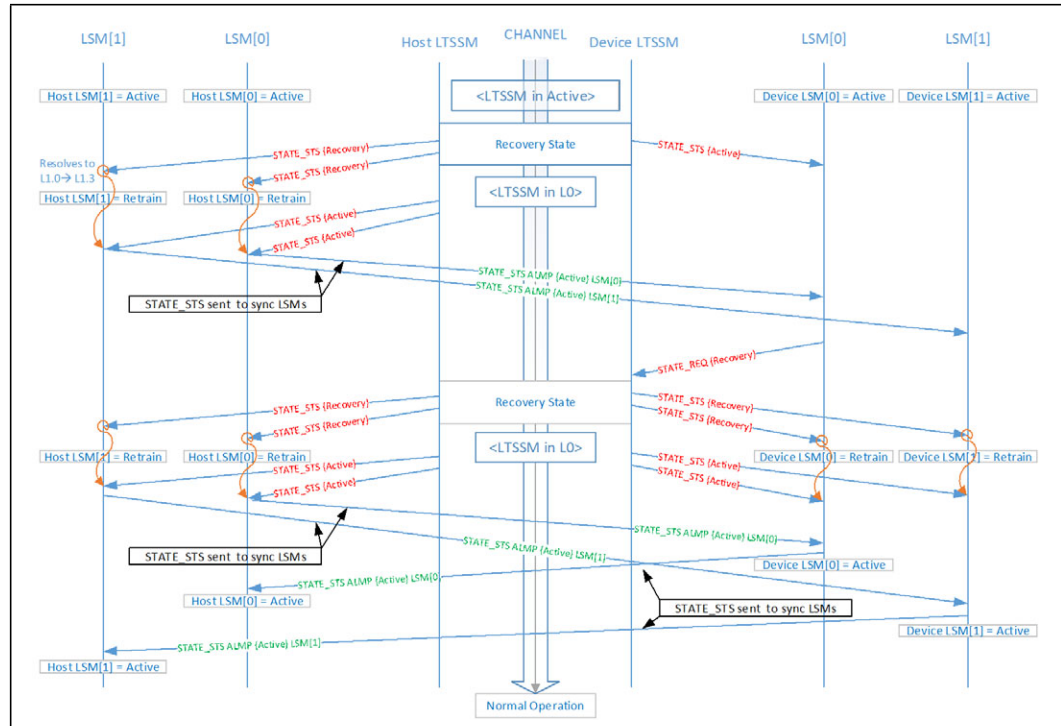 LSM[1]
LSM[0]
Host LTSSM
CHANNEL
Device LTSSM
LSM[0]
LSM[1]
Host LSM[1] = Active
Host LSM[0] = Active
<LTSSM in Active>
Device LSM[0] = Active
Device LSM[1] = Active
Recovery State
STATE_STS (Recovery)
STATE_STS (Active)
STATE_STS (Recovery)
Resolves to
L1.0→ L1.3
Host LSM[1] = Retrain
Host LSM[0] = Retrain
<LTSSM in L0>
STATE_STS (Active)
STATE_STS (Active)
STATE_STS ALMP (Active) LSM[0]
STATE_STS ALMP (Active) LSM[1]
STATE_STS sent to sync LSMs
STATE_REQ (Recovery)
Recovery State
STATE_STS (Recovery)
STATE_STS (Recovery)
STATE_STS (Recovery)
STATE_STS (Recovery)
<LTSSM in L0>
Host LSM[1] = Retrain
Host LSM[0] = Retrain
Device LSM[0] = Retrain
Device LSM[1] = Retrain
STATE_STS (Active)
STATE_STS (Active)
STATE_STS (Active)
STATE_STS (Active)
STATE_STS ALMP (Active) LSM[0]
STATE_STS sent to sync LSMs
STATE_STS ALMP (Active) LSM[1]
Device LSM[0] = Active
STATE_STS ALMP (Active) LSM[0]
Host LSM[0] = Active
STATE_STS sent to sync LSMs
Device LSM[1] = Active
STATE_STS ALMP (Active) LSM[1]
Host LSM[1] = Active
Normal Operation